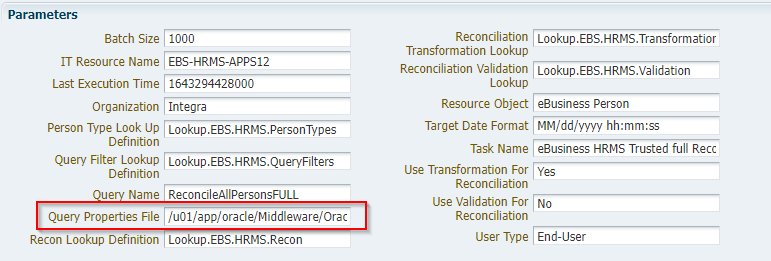 Parameters
Batch Size 1000
IT Resource Name EBS-HRMS-APPS12
Last Execution Time 1643294428000
Organization Integra
Person Type Look Up
Definition Lookup.EBS.HRMS.PersonTypes
Query Filter Lookup
Definition Lookup.EBS.HRMS.QueryFilters
Query Name ReconcileAllPersonsFULL
Query Properties File /u01/app/oracle/Middleware/Orac
Recon Lookup Definition Lookup.EBS.HRMS.Recon
Reconciliation
Transformation Lookup Lookup.EBS.HRMS.Transformation
Reconciliation Validation
Lookup Lookup.EBS.HRMS.Validation
Resource Object eBusiness Person
Target Date Format MM/dd/yyyy hh:mm:ss
Task Name eBusiness HRMS Trusted full Reco
Use Transformation For
Reconciliation Yes
Use Validation For
Reconciliation No
User Type End-User